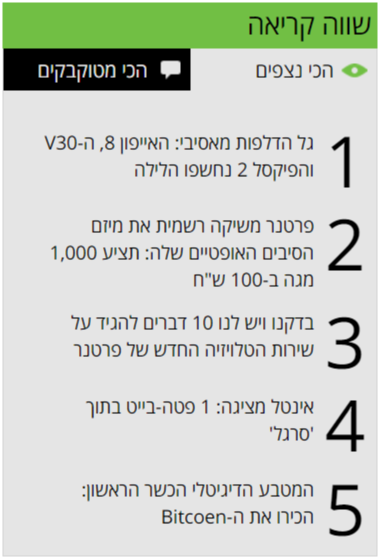 שווה קריאה
הכי נצפים
הכי מטוקבקים
1
גל הדלפות מאסיבי: האייפון 8, ה-V30
והפיקסל 2 נחשפו הלילה
2
פרטנר משיקה רשמית את מיזם
הסיבים האופטיים שלה: תציע 1,000
מגה ב-100 ש"ח
3
בדקנו ויש לנו 10 דברים להגיד על
שירות הטלויזיה החדש של פרטנר
4
אינטל מציגה: 1 פטה-בייט בתוך
'סרגל'
5
המטבע הדיגיטלי הכשר הראשון:
הכירו את ה-Bitcoen